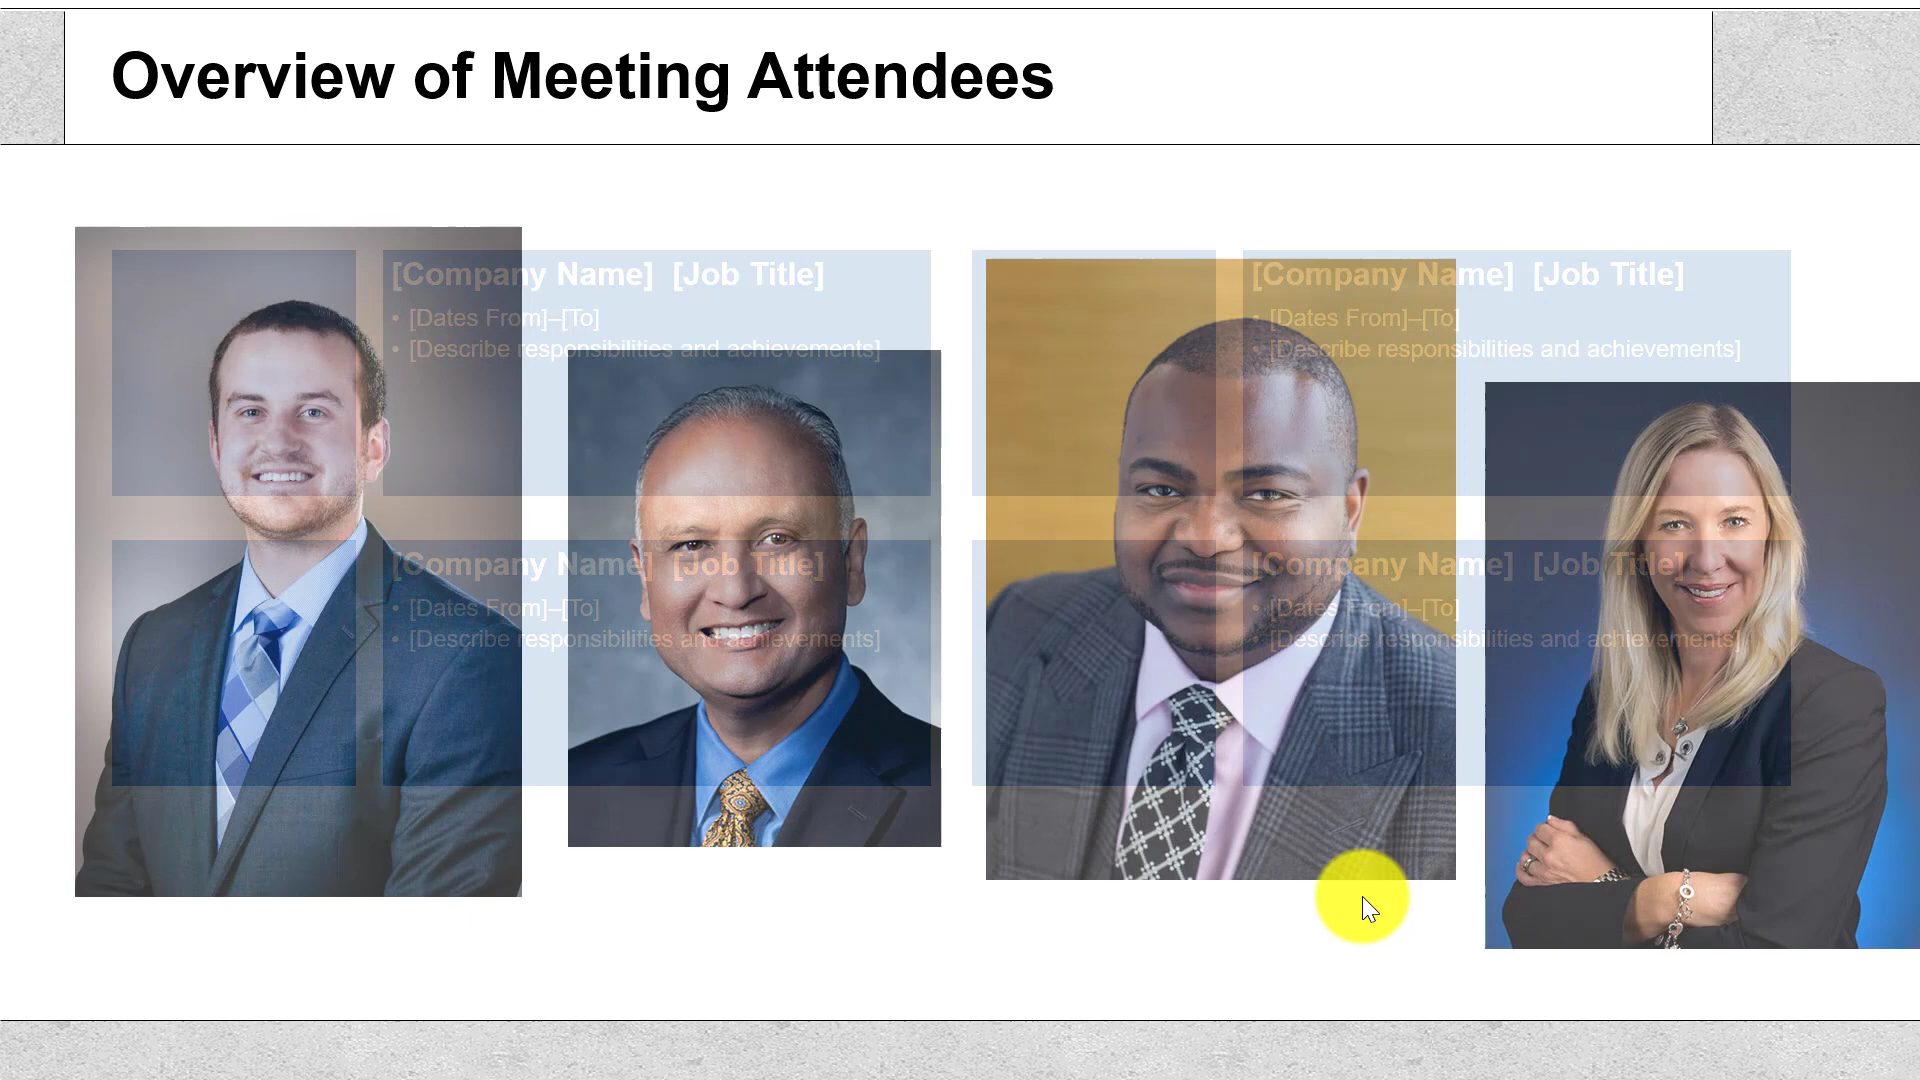 Overview of Meeting Attendees
[Company Name]  [Job Title]
• [Dates From]–[To]
• [Describe responsibilities and achievements]
[Company Name]  [Job Title]
• [Dates From]–[To]
• [Describe responsibilities and achievements]
[Company Name]  [Job Title]
• [Dates From]–[To]
• [Describe responsibilities and achievements]
[Company Name]  [Job Title]
• [Dates From]–[To]
• [Describe responsibilities and achievements]